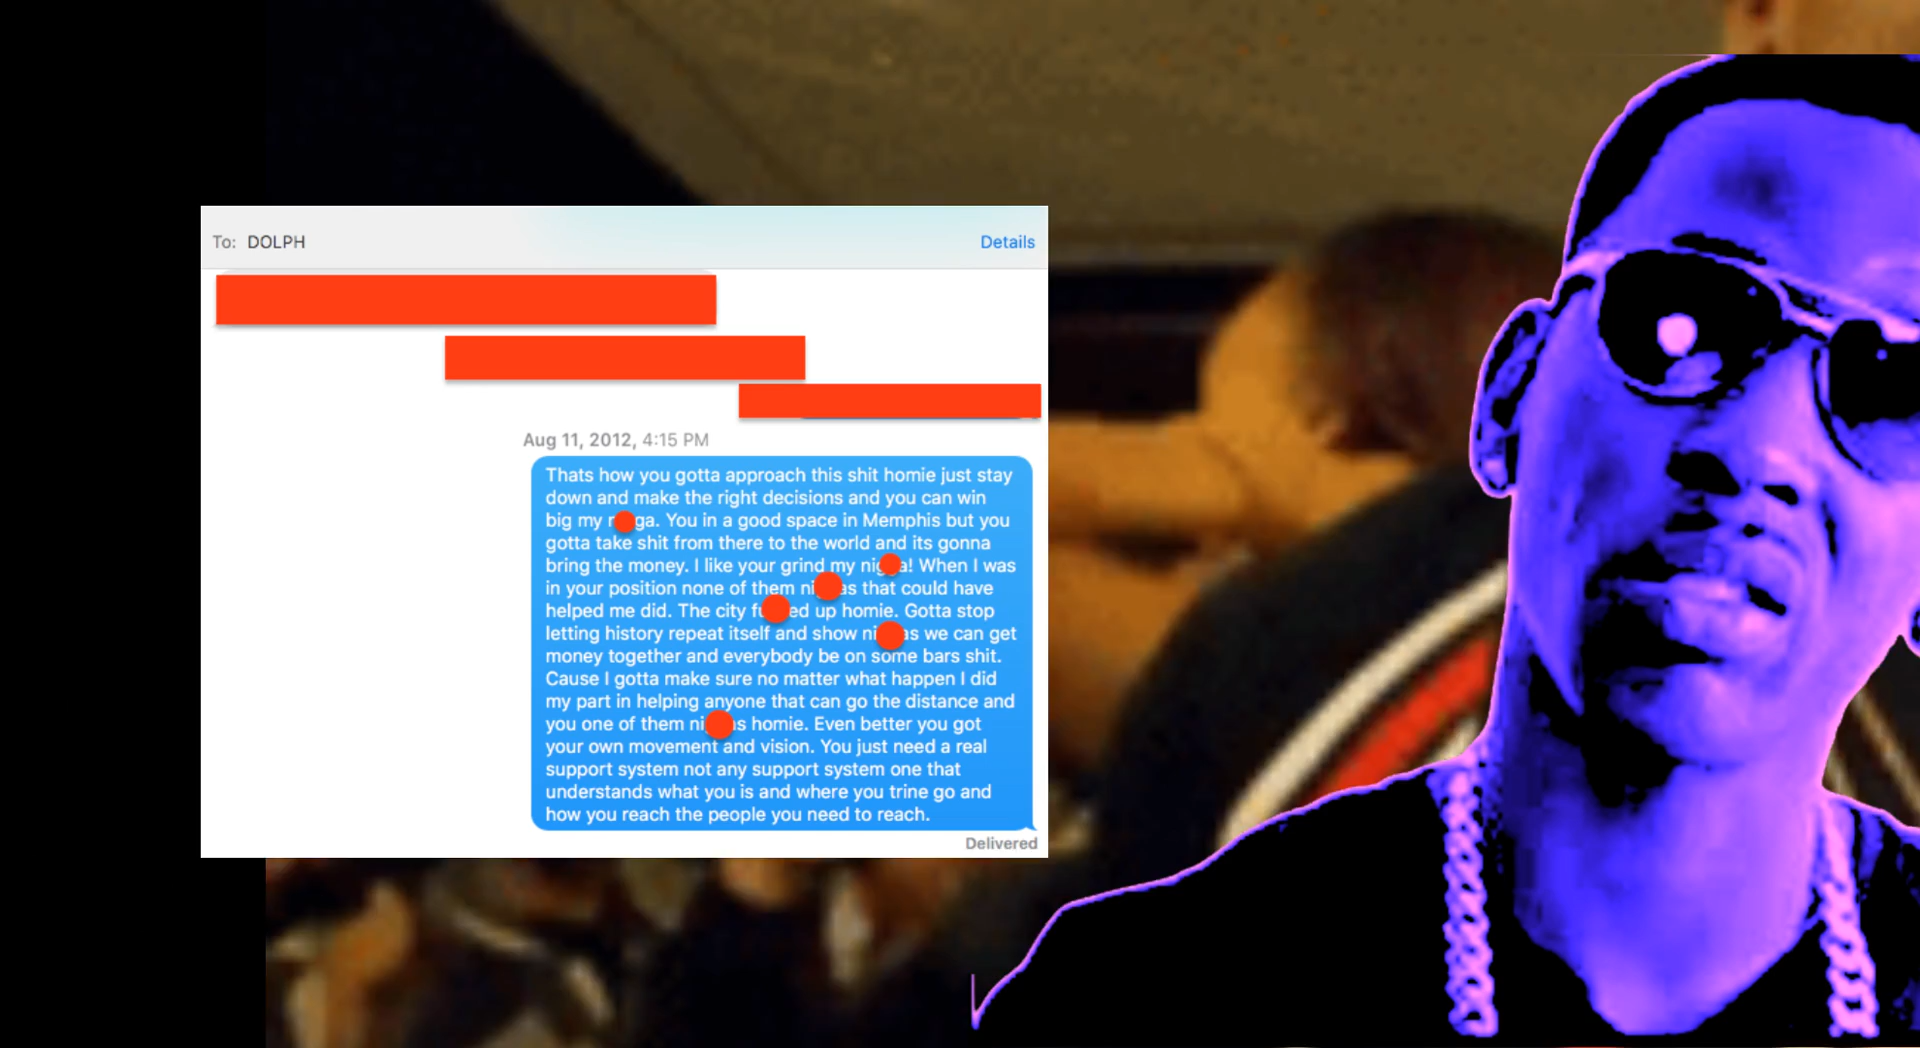 To: DOLPH
Details
Aug 11, 2012, 4:15 PM
Thats how you gotta approach this shit homie just stay
down and make the right decisions and you can win
big my ga. You in a good space in Memphis but you
gotta take shit from there to the world and its gonna
bring the money. I like your grind my nig a! When I was
in your position none of them ni as that could have
helped me did. The city f ed up homie. Gotta stop
letting history repeat itself and show ni as we can get
money together and everybody be on some bars shit.
Cause I gotta make sure no matter what happen I did
my part in helping anyone that can go the distance and
you one of them ni s homie. Even better you got
your own movement and vision. You just need a real
support system not any support system one that
understands what you is and where you trine go and
how you reach the people you need to reach.
Delivered